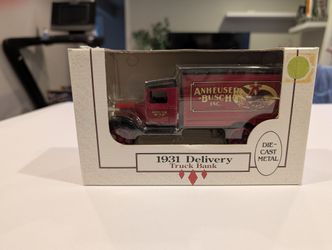 ANHEUSER
BUSCH
INC.
1931 Delivery
Truck Bank
DIE-
CAST
METAL